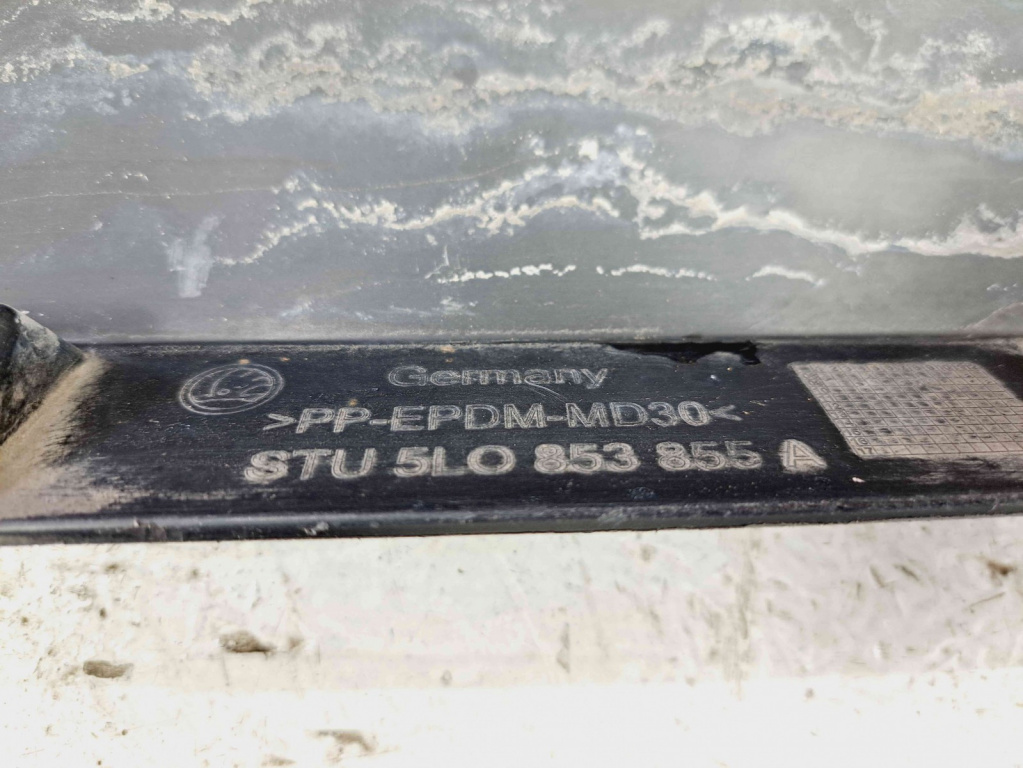 Germany
>PP-EPDM-MD30<
STU 5L0 853 855 A